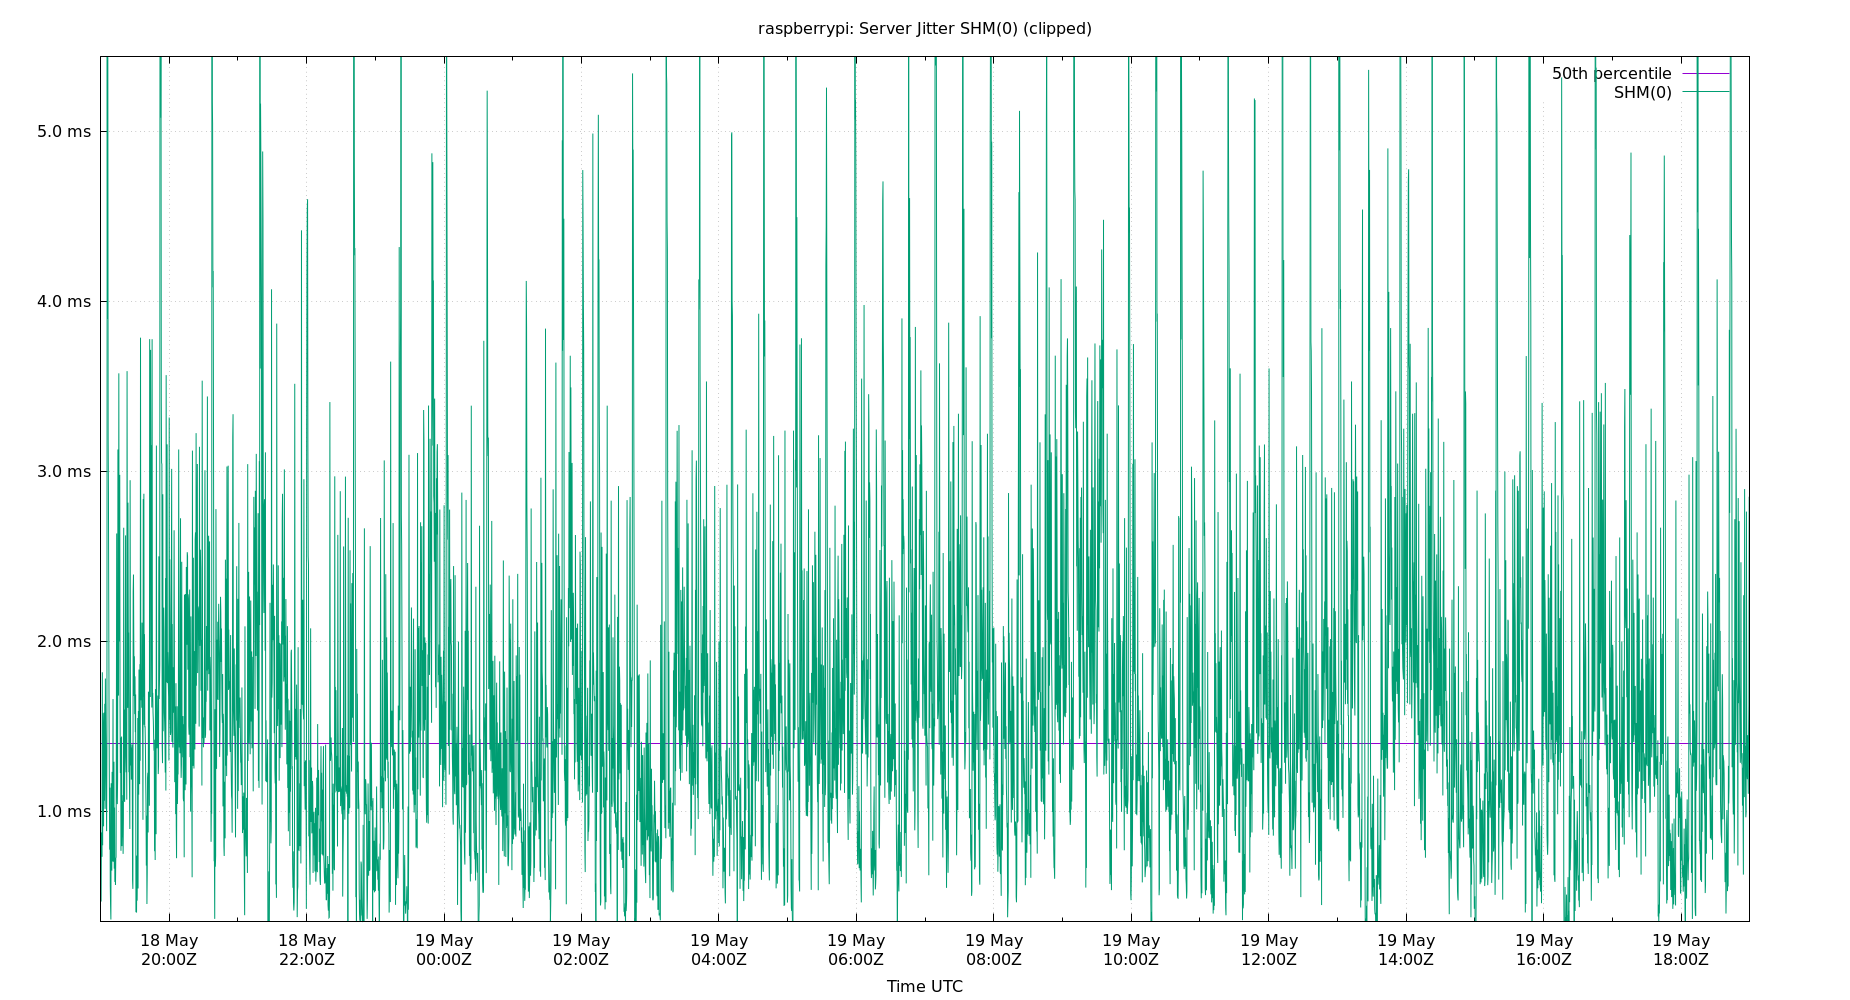 raspberrypi: Server Jitter SHM(0) (clipped)
50th percentile
SHM(0)
5.0 ms
4.0 ms
3.0 ms
2.0 ms
1.0 ms
18 May 18 May 19 May 19 May 19 May 19 May 19 May 19 May 19 May 19 May 19 May 19 May
20:00Z 22:00Z 00:00Z 02:00Z 04:00Z 06:00Z 08:00Z 10:00Z 12:00Z 14:00Z 16:00Z 18:00Z
Time UTC